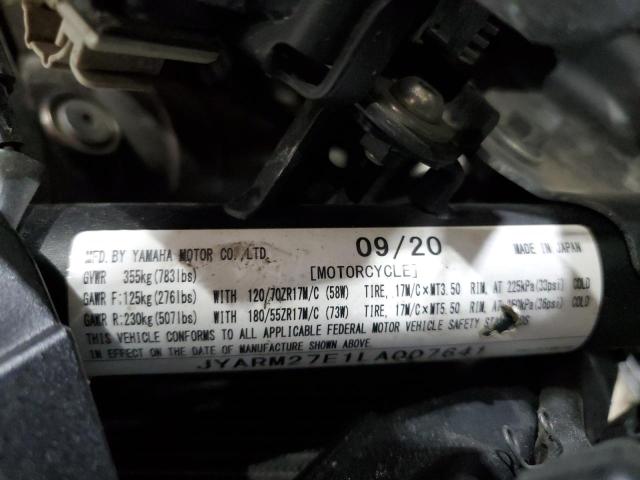 MFD. BY YAMAHA MOTOR CO., LTD. 09/20 MADE IN JAPAN
GVWR 355kg(783lbs) [MOTORCYCLE]
GAWR F:125kg(276lbs) WITH 120/70ZR17M/C (58W) TIRE, 17M/C×MT3.50 RIM, AT 225kPa(33psi) COLD
GAWR R:230kg(507lbs) WITH 180/55ZR17M/C (73W) TIRE, 17M/C×MT5.50 RIM, AT 250kPa(36psi) COLD
THIS VEHICLE CONFORMS TO ALL APPLICABLE FEDERAL MOTOR VEHICLE SAFETY STANDARDS
IN EFFECT ON THE DATE OF MANUFACTURE SHOWN ABOVE.
JYARM27E1LA007641